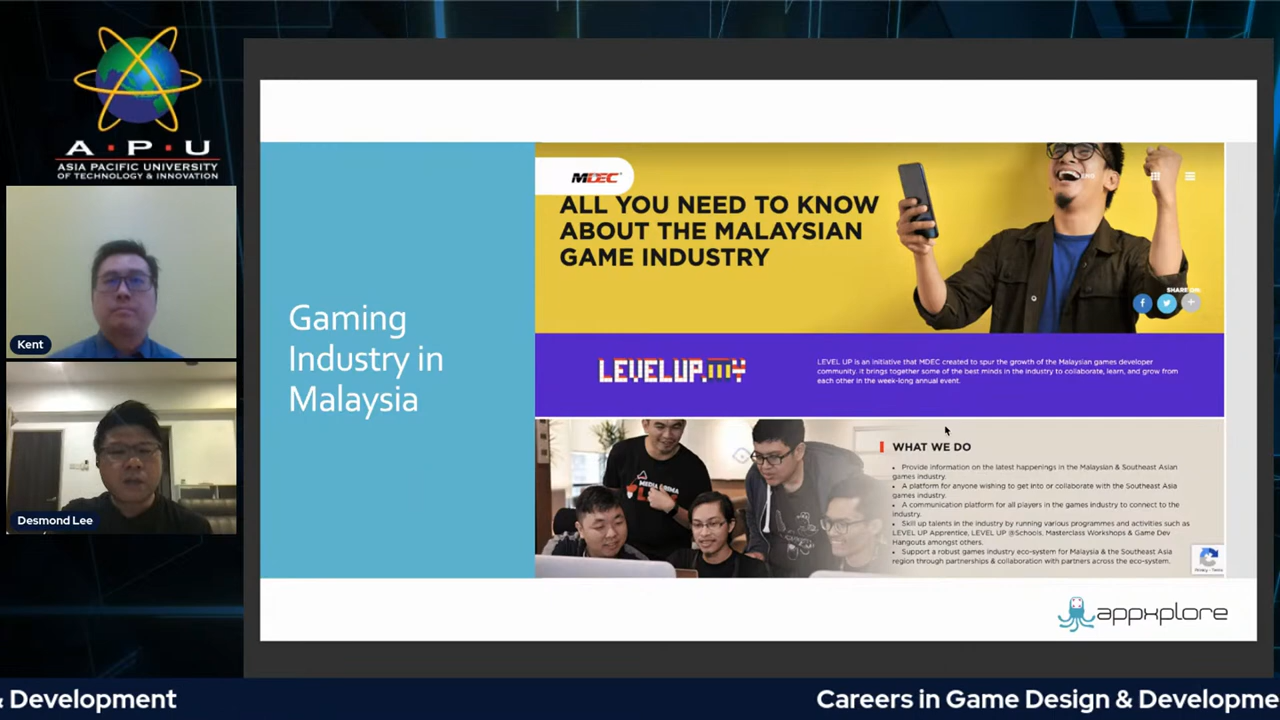 A·P·U
ASIA PACIFIC UNIVERSITY
OF TECHNOLOGY & INNOVATION
Kent
Desmond Lee
Gaming
Industry in
Malaysia
MDEC
ALL YOU NEED TO KNOW
ABOUT THE MALAYSIAN
GAME INDUSTRY
SHARE ON:
LEVELUP.MY
LEVEL UP is an initiative that MDEC created to spur the growth of the Malaysian games developer
community. it brings together some of the best minds in the industry to collaborate, learn, and grow from
each other in the week-long annual event.
WHAT WE DO
• Provide information on the latest happenings in the Malaysian & Southeast Asian
games industry.
• A platform for anyone wishing to get into or collaborate with the Southeast Asia
games industry.
• A communication platform for all players in the games industry to connect to the
industry.
• Skill up talents in the industry by running various programmes and activities such as
LEVEL UP Apprentice, LEVEL UP @Schools, Masterclass Workshops & Game Dev
Hangouts amongst others.
• Support a robust games industry eco-system for Malaysia & the Southeast Asia
region through partnerships & collaboration with partners across the eco-system.
Privacy - Terms
appxplore
& Development
Careers in Game Design & Developme